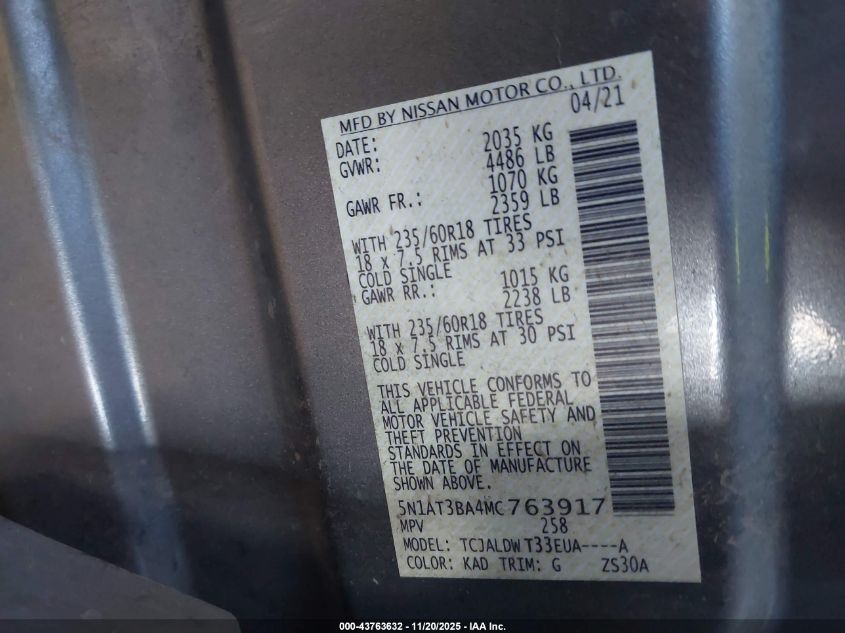 MFD BY NISSAN MOTOR CO., LTD.
DATE: 04/21
GVWR: 2035 KG
4486 LB
GAWR FR.: 1070 KG
2359 LB
WITH 235/60R18 TIRES
18 x 7.5 RIMS AT 33 PSI
COLD SINGLE
GAWR RR.: 1015 KG
2238 LB
WITH 235/60R18 TIRES
18 x 7.5 RIMS AT 30 PSI
COLD SINGLE
THIS VEHICLE CONFORMS TO
ALL APPLICABLE FEDERAL
MOTOR VEHICLE SAFETY AND
THEFT PREVENTION
STANDARDS IN EFFECT ON
THE DATE OF MANUFACTURE
SHOWN ABOVE.
5N1AT3BA4MC763917
MPV 258
MODEL: TCJALDW T33EUA----A
COLOR: KAD TRIM: G ZS30A
000-43763632 - 11/20/2025 - IAA Inc.